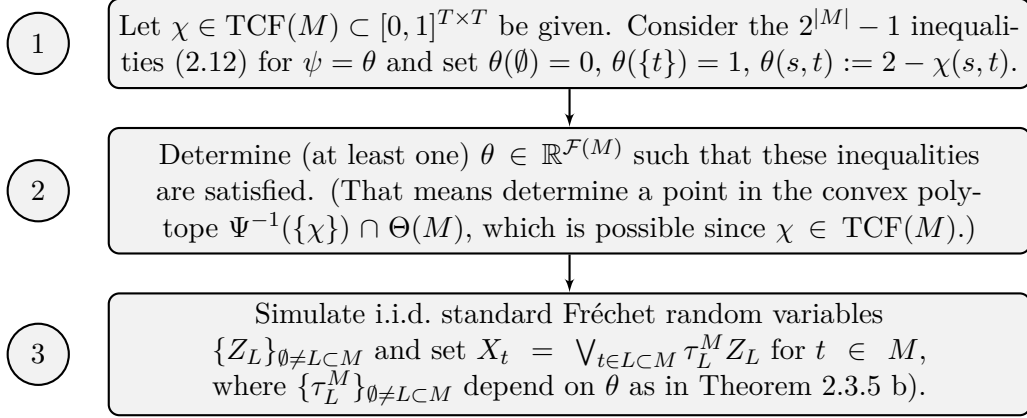 1
Let χ ∈ TCF(M) ⊂ [0, 1]^{T×T} be given. Consider the 2^{|M|} − 1 inequali-
ties (2.12) for ψ = θ and set θ(∅) = 0, θ({t}) = 1, θ(s, t) := 2 − χ(s, t).
2
Determine (at least one) θ ∈ ℝ^{ℱ(M)} such that these inequalities
are satisfied. (That means determine a point in the convex poly-
tope Ψ^{−1}({χ}) ∩ Θ(M), which is possible since χ ∈ TCF(M).)
3
Simulate i.i.d. standard Fréchet random variables
{Z_L}_{∅≠L⊂M} and set X_t = ⋁_{t∈L⊂M} τ_L^M Z_L for t ∈ M,
where {τ_L^M}_{∅≠L⊂M} depend on θ as in Theorem 2.3.5 b).